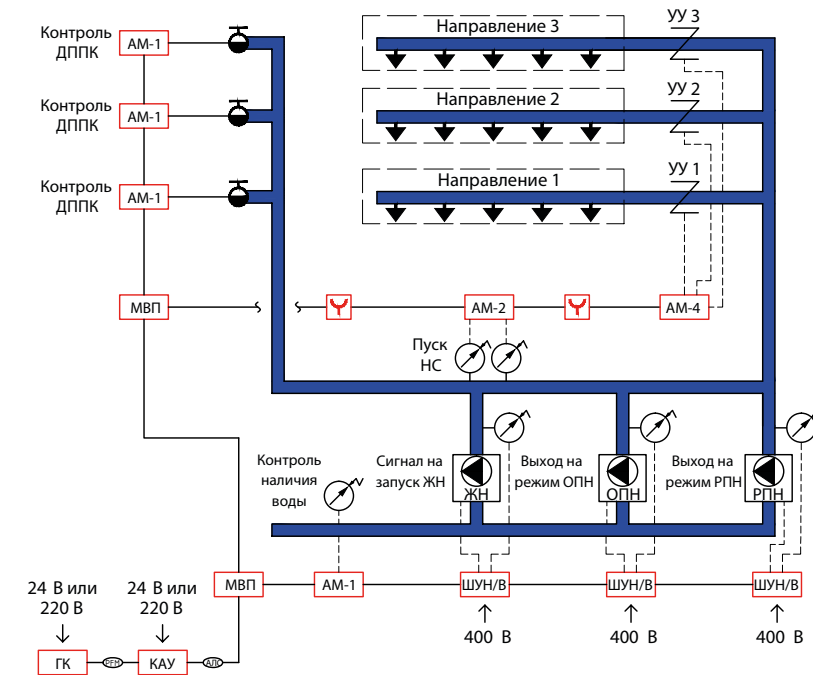 Контроль
ДППК
АМ-1
Направление 3
УУ 3
Контроль
ДППК
АМ-1
Направление 2
УУ 2
Контроль
ДППК
АМ-1
Направление 1
УУ 1
МВП
АМ-2
АМ-4
Пуск
НС
Контроль
наличия
воды
Сигнал на
запуск ЖН
ЖН
Выход на
режим ОПН
ОПН
Выход на
режим РПН
РПН
МВП
АМ-1
ШУН/В
ШУН/В
ШУН/В
24 В или
220 В
24 В или
220 В
400 В
400 В
400 В
ГК
РЕМ
КАУ
АЛС